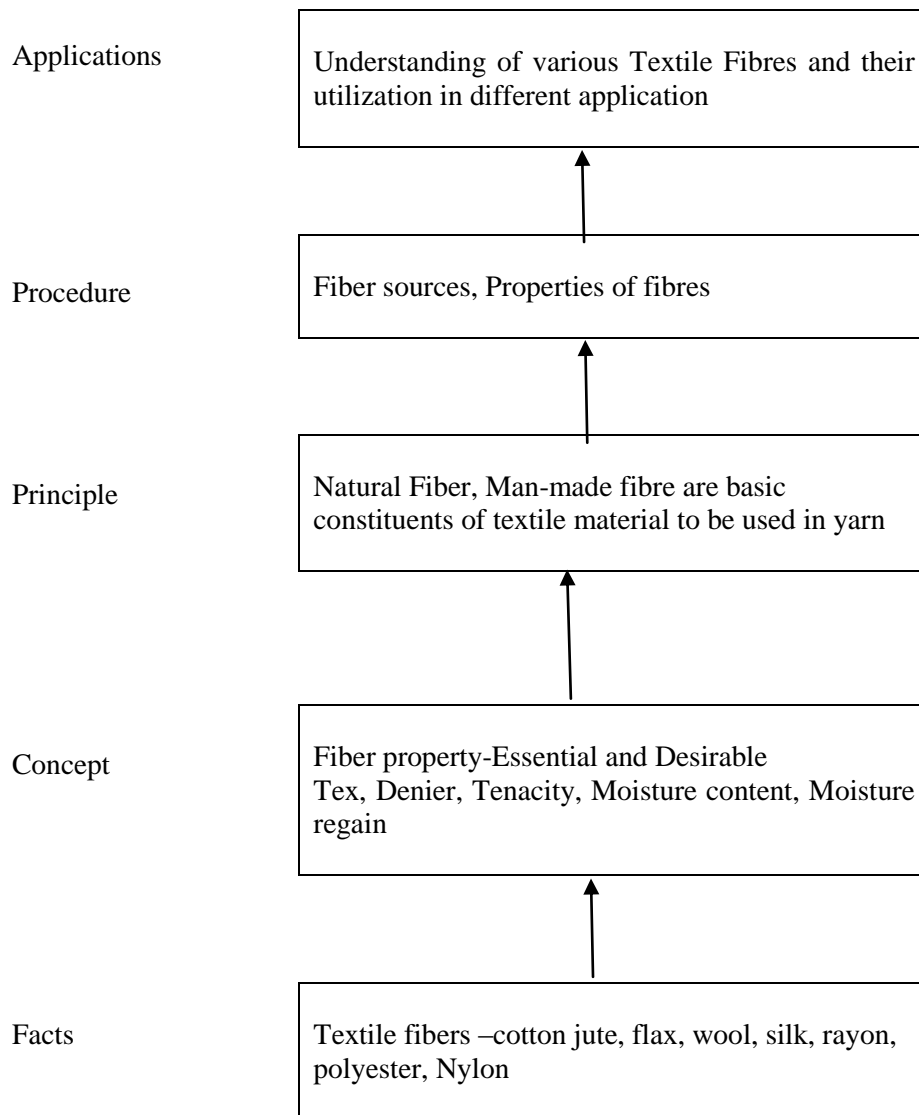 Applications
Understanding of various Textile Fibres and their
utilization in different application
Procedure
Fiber sources, Properties of fibres
Principle
Natural Fiber, Man-made fibre are basic
constituents of textile material to be used in yarn
Concept
Fiber property-Essential and Desirable
Tex, Denier, Tenacity, Moisture content, Moisture
regain
Facts
Textile fibers –cotton jute, flax, wool, silk, rayon,
polyester, Nylon